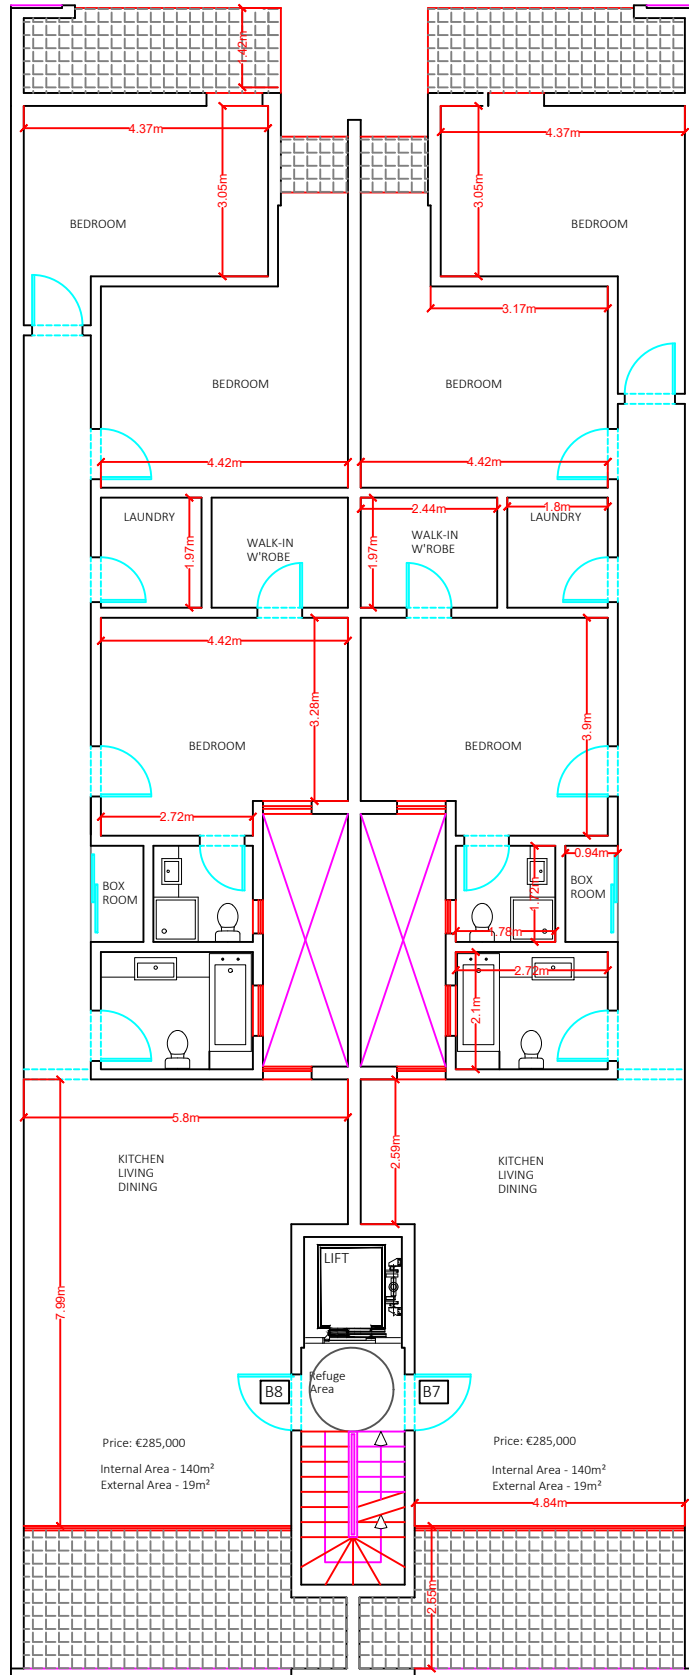 1.42m
4.37m
4.37m
3.05m
3.05m
BEDROOM
BEDROOM
3.17m
BEDROOM
BEDROOM
4.42m
4.42m
LAUNDRY
WALK-IN
W'ROBE
1.97m
2.44m
1.97m
WALK-IN
W'ROBE
1.8m
LAUNDRY
4.42m
3.28m
3.9m
BEDROOM
BEDROOM
2.72m
BOX
ROOM
1.72m
0.94m
BOX
ROOM
1.78m
2.72m
2.1m
5.8m
2.59m
KITCHEN
LIVING
DINING
KITCHEN
LIVING
DINING
7.99m
LIFT
Refuge
Area
B8
B7
Price: €285,000
Internal Area - 140m²
External Area - 19m²
Price: €285,000
Internal Area - 140m²
External Area - 19m²
4.84m
2.55m